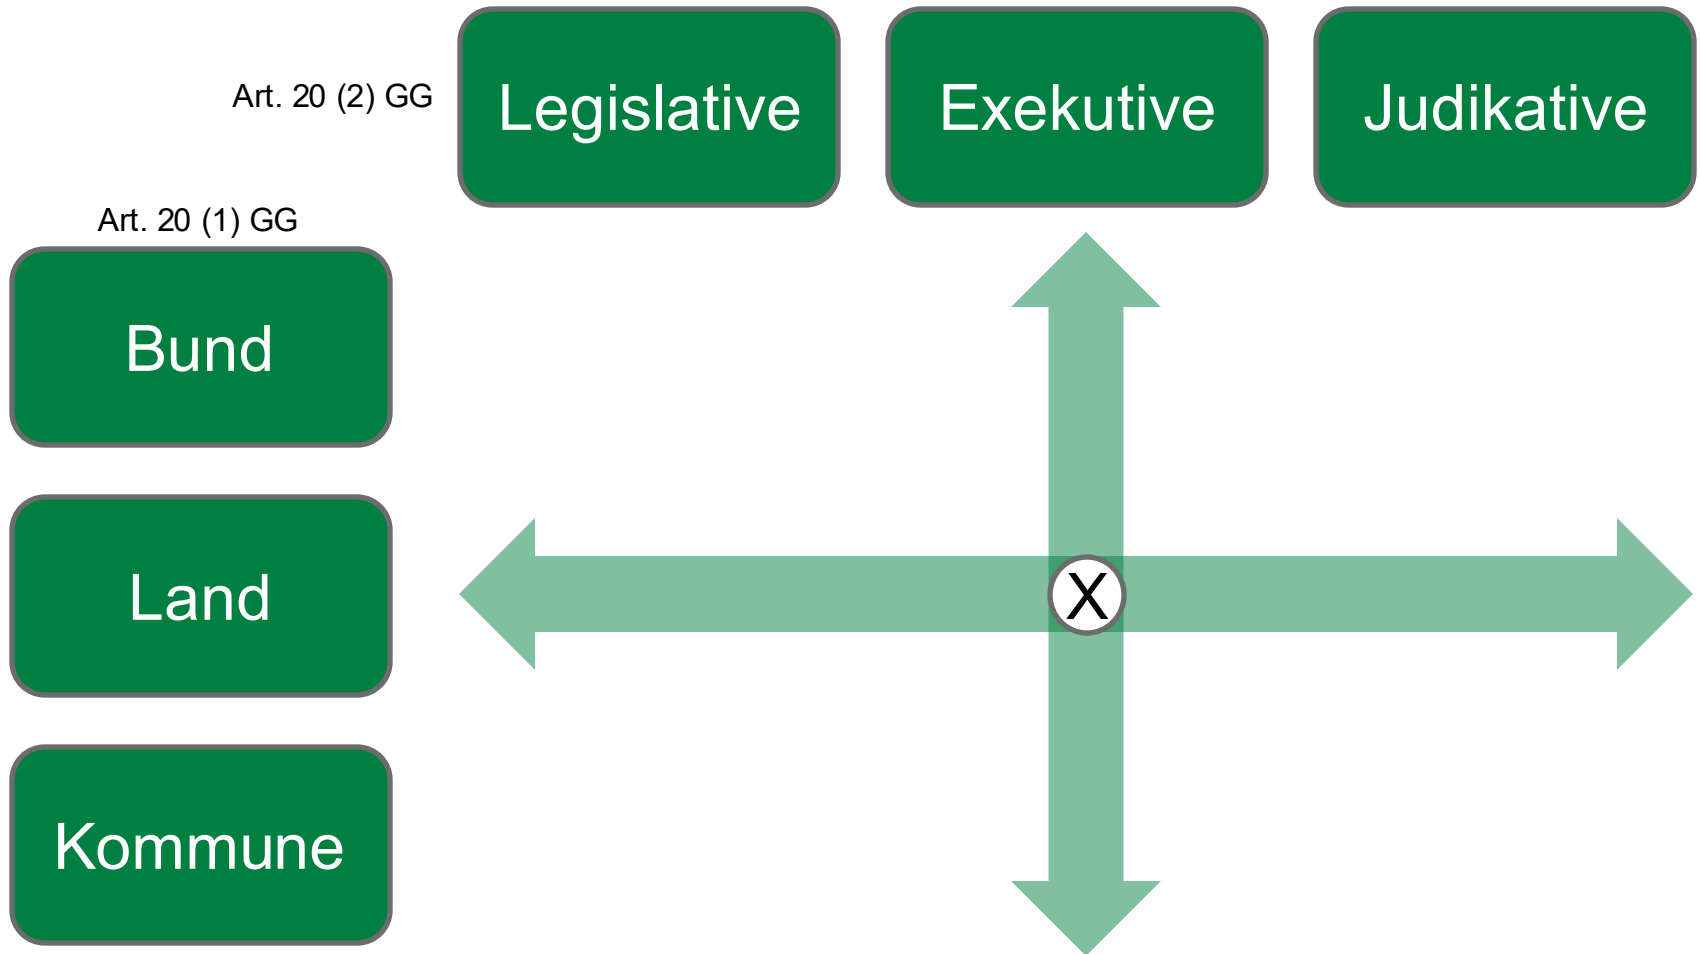 Art. 20 (2) GG
Legislative
Exekutive
Judikative
Art. 20 (1) GG
Bund
Land
X
Kommune